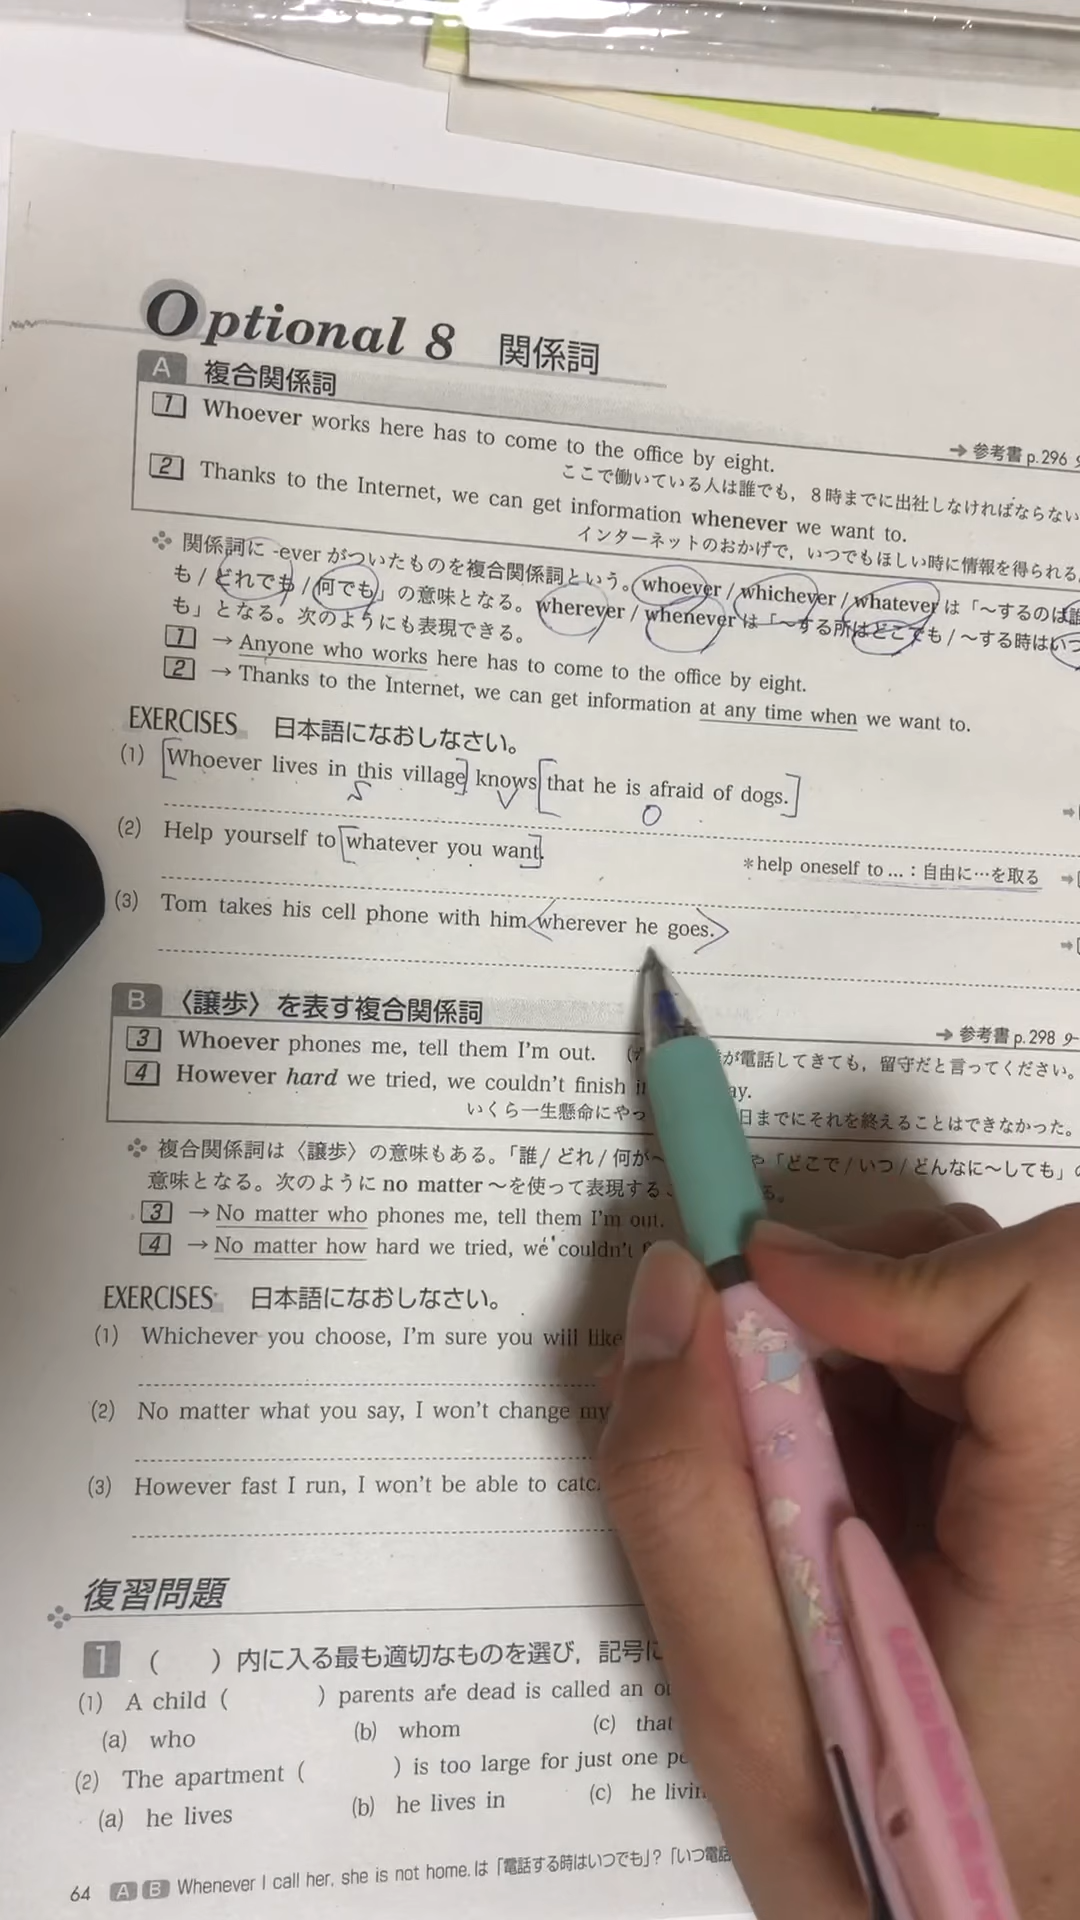 Optional 8 関係詞
A 複合関係詞
→ 参考書 p.296
1 Whoever works here has to come to the office by eight.
ここで働いている人は誰でも，8時までに出社しなければならない
2 Thanks to the Internet, we can get information whenever we want to.
インターネットのおかげで，いつでもほしい時に情報を得られる
関係詞に -ever がついたものを複合関係詞という。whoever / whichever / whatever は「～するのは誰
も / どれでも / 何でも」の意味となる。wherever / whenever は「～する所はどこでも / ～する時はいつ
も」となる。次のようにも表現できる。
1 → Anyone who works here has to come to the office by eight.
2 → Thanks to the Internet, we can get information at any time when we want to.
EXERCISES 日本語になおしなさい。
(1) [Whoever lives in this village] knows [that he is afraid of dogs.]
S V O
(2) Help yourself to [whatever you want].
*help oneself to …：自由に…を取る
(3) Tom takes his cell phone with him <wherever he goes.>
B 〈譲歩〉を表す複合関係詞
→ 参考書 p.298
3 Whoever phones me, tell them I'm out.
が電話してきても，留守だと言ってください。
4 However hard we tried, we couldn't finish
いくら一生懸命にやっ 日までにそれを終えることはできなかった。
複合関係詞は〈譲歩〉の意味もある。「誰 / どれ / 何が～ や「どこで / いつ / どんなに～しても」
意味となる。次のように no matter ～を使って表現する
3 → No matter who phones me, tell them I'm out.
4 → No matter how hard we tried, we couldn't
EXERCISES 日本語になおしなさい。
(1) Whichever you choose, I'm sure you will like
(2) No matter what you say, I won't change my
(3) However fast I run, I won't be able to
復習問題
1 （ ）内に入る最も適切なものを選び，記号に
(1) A child ( ) parents are dead is called an
(a) who (b) whom (c) that
(2) The apartment ( ) is too large for just one
(a) he lives (b) he lives in (c) he
64 A B Whenever I call her, she is not home. は「電話する時はいつでも」？「いつ電話